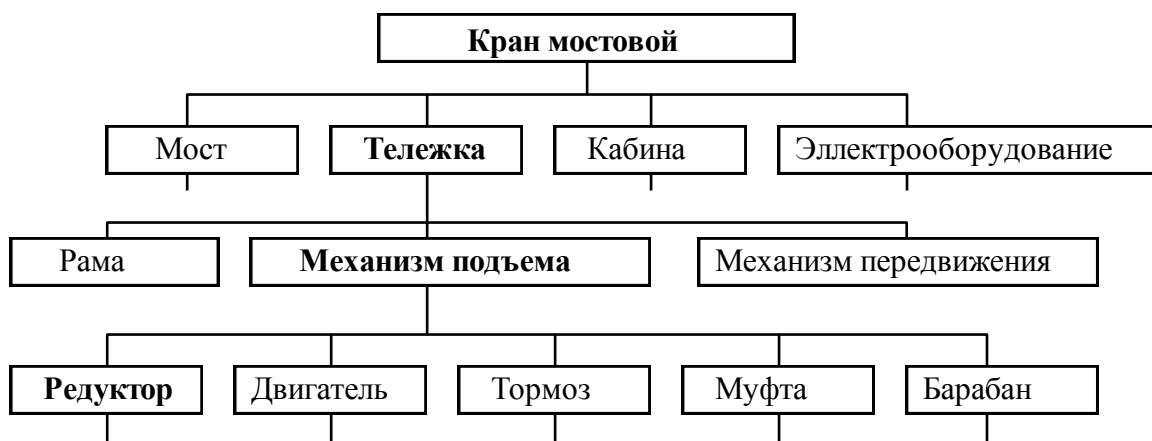 Кран мостовой
Мост Тележка Кабина Эллектрооборудование
Рама Механизм подъема Механизм передвижения
Редуктор Двигатель Тормоз Муфта Барабан